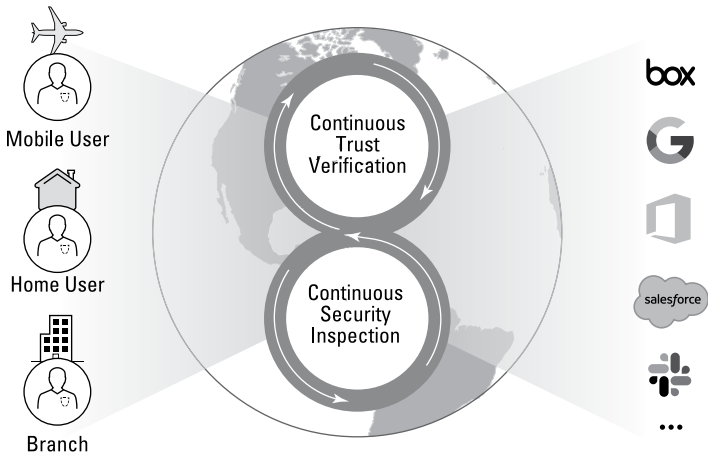 Mobile User
Home User
Branch
Continuous
Trust
Verification
Continuous
Security
Inspection
box
G
salesforce
...